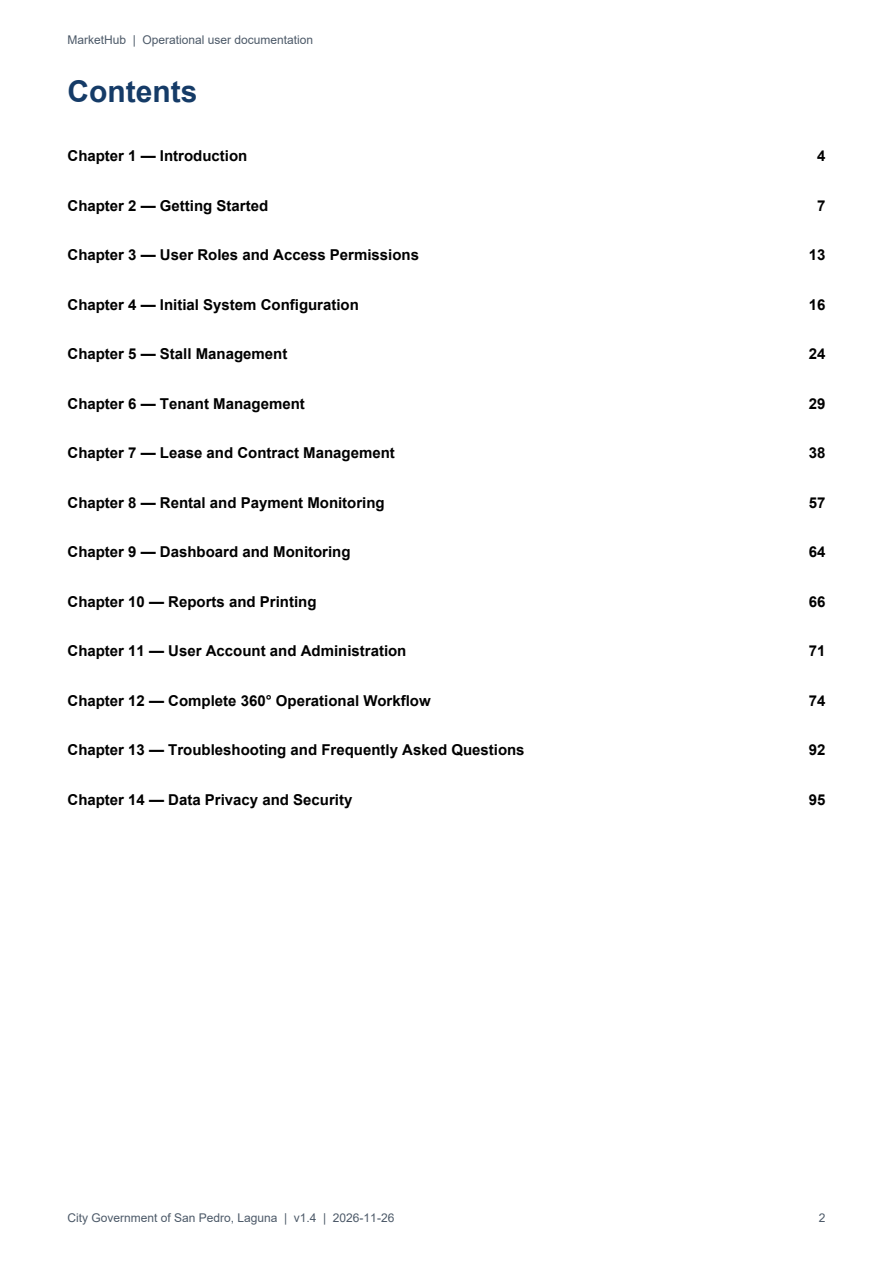 MarketHub | Operational user documentation
Contents
Chapter 1 — Introduction 4
Chapter 2 — Getting Started 7
Chapter 3 — User Roles and Access Permissions 13
Chapter 4 — Initial System Configuration 16
Chapter 5 — Stall Management 24
Chapter 6 — Tenant Management 29
Chapter 7 — Lease and Contract Management 38
Chapter 8 — Rental and Payment Monitoring 57
Chapter 9 — Dashboard and Monitoring 64
Chapter 10 — Reports and Printing 66
Chapter 11 — User Account and Administration 71
Chapter 12 — Complete 360° Operational Workflow 74
Chapter 13 — Troubleshooting and Frequently Asked Questions 92
Chapter 14 — Data Privacy and Security 95
City Government of San Pedro, Laguna | v1.4 | 2026-11-26 2